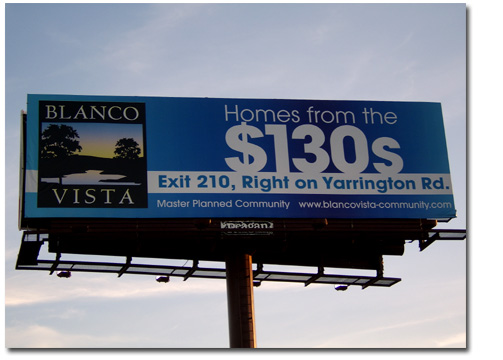 BLANCO
VISTA
Homes from the
$130s
Exit 210, Right on Yarrington Rd.
Master Planned Community www.blancovista-community.com